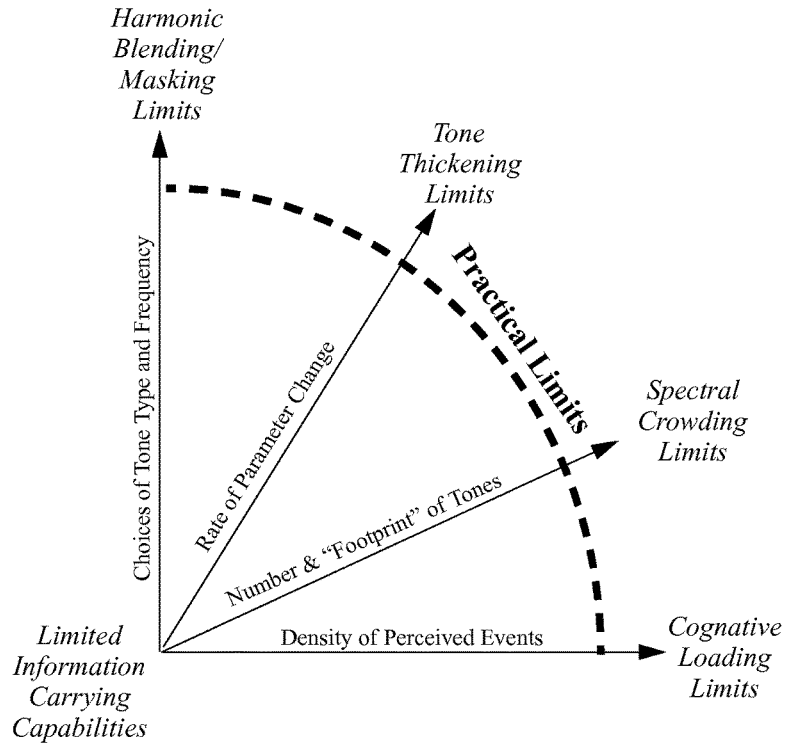 Harmonic
Blending/
Masking
Limits
Tone
Thickening
Limits
Practical Limits
Spectral
Crowding
Limits
Choices of Tone Type and Frequency
Rate of Parameter Change
Number & “Footprint” of Tones
Density of Perceived Events
Cognative
Loading
Limits
Limited
Information
Carrying
Capabilities